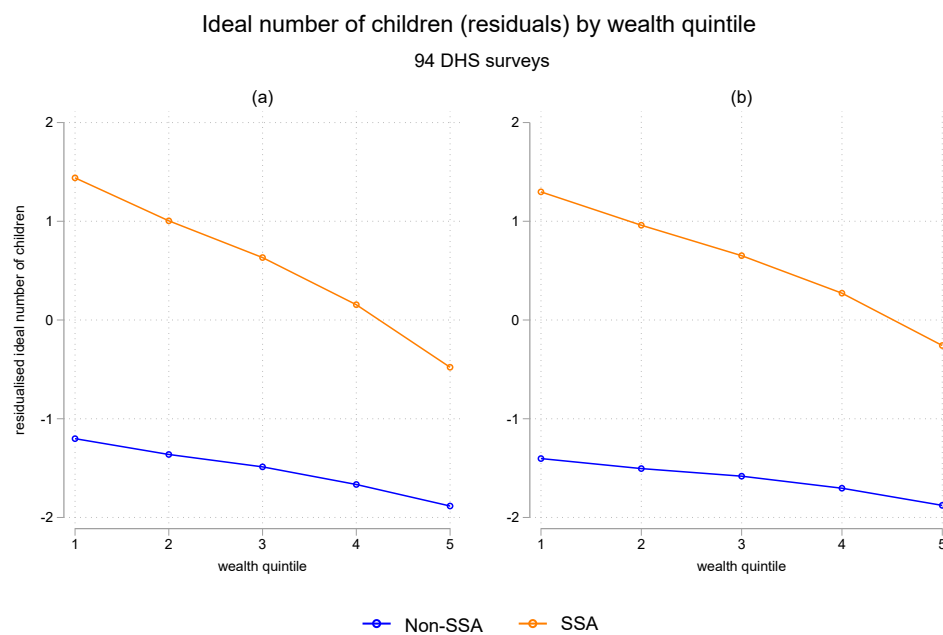 Ideal number of children (residuals) by wealth quintile
94 DHS surveys
(a)
(b)
residualised ideal number of children
2
1
0
-1
-2
1 2 3 4 5
wealth quintile
2
1
0
-1
-2
1 2 3 4 5
wealth quintile
Non-SSA SSA